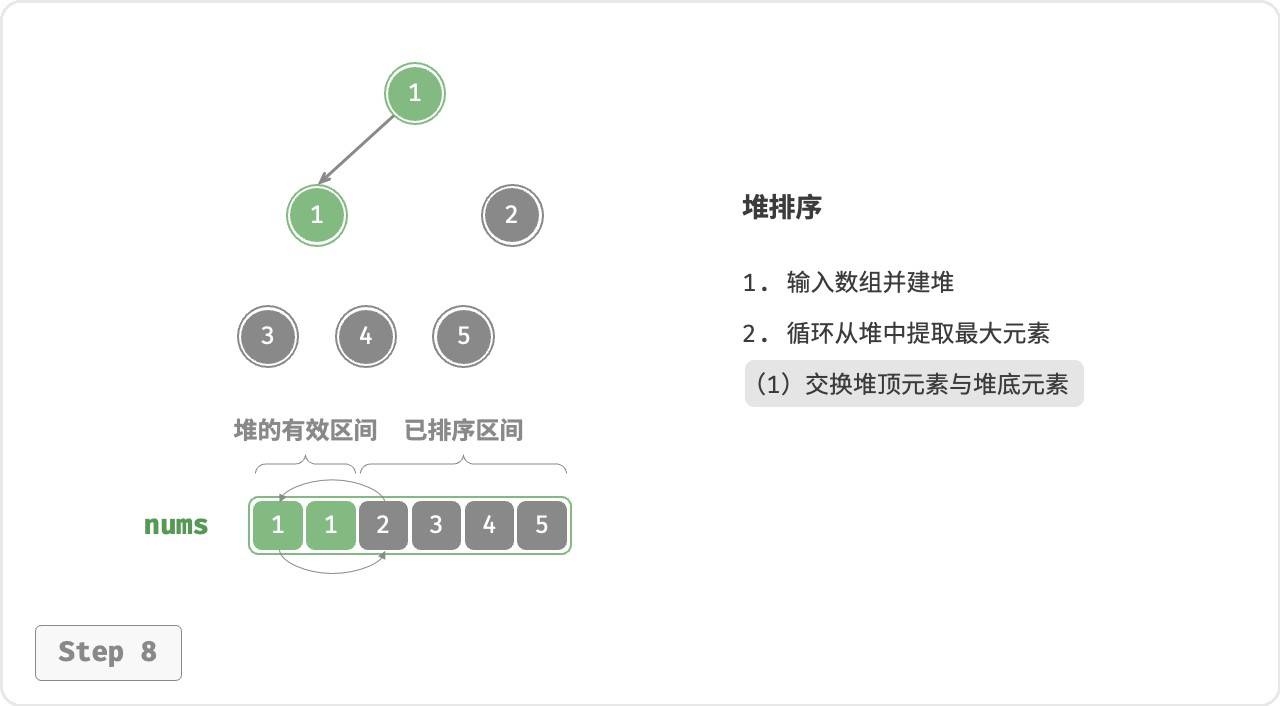 1
1 2
3 4 5
堆的有效区间 已排序区间
nums 1 1 2 3 4 5
Step 8
堆排序
1. 输入数组并建堆
2. 循环从堆中提取最大元素
（1）交换堆顶元素与堆底元素